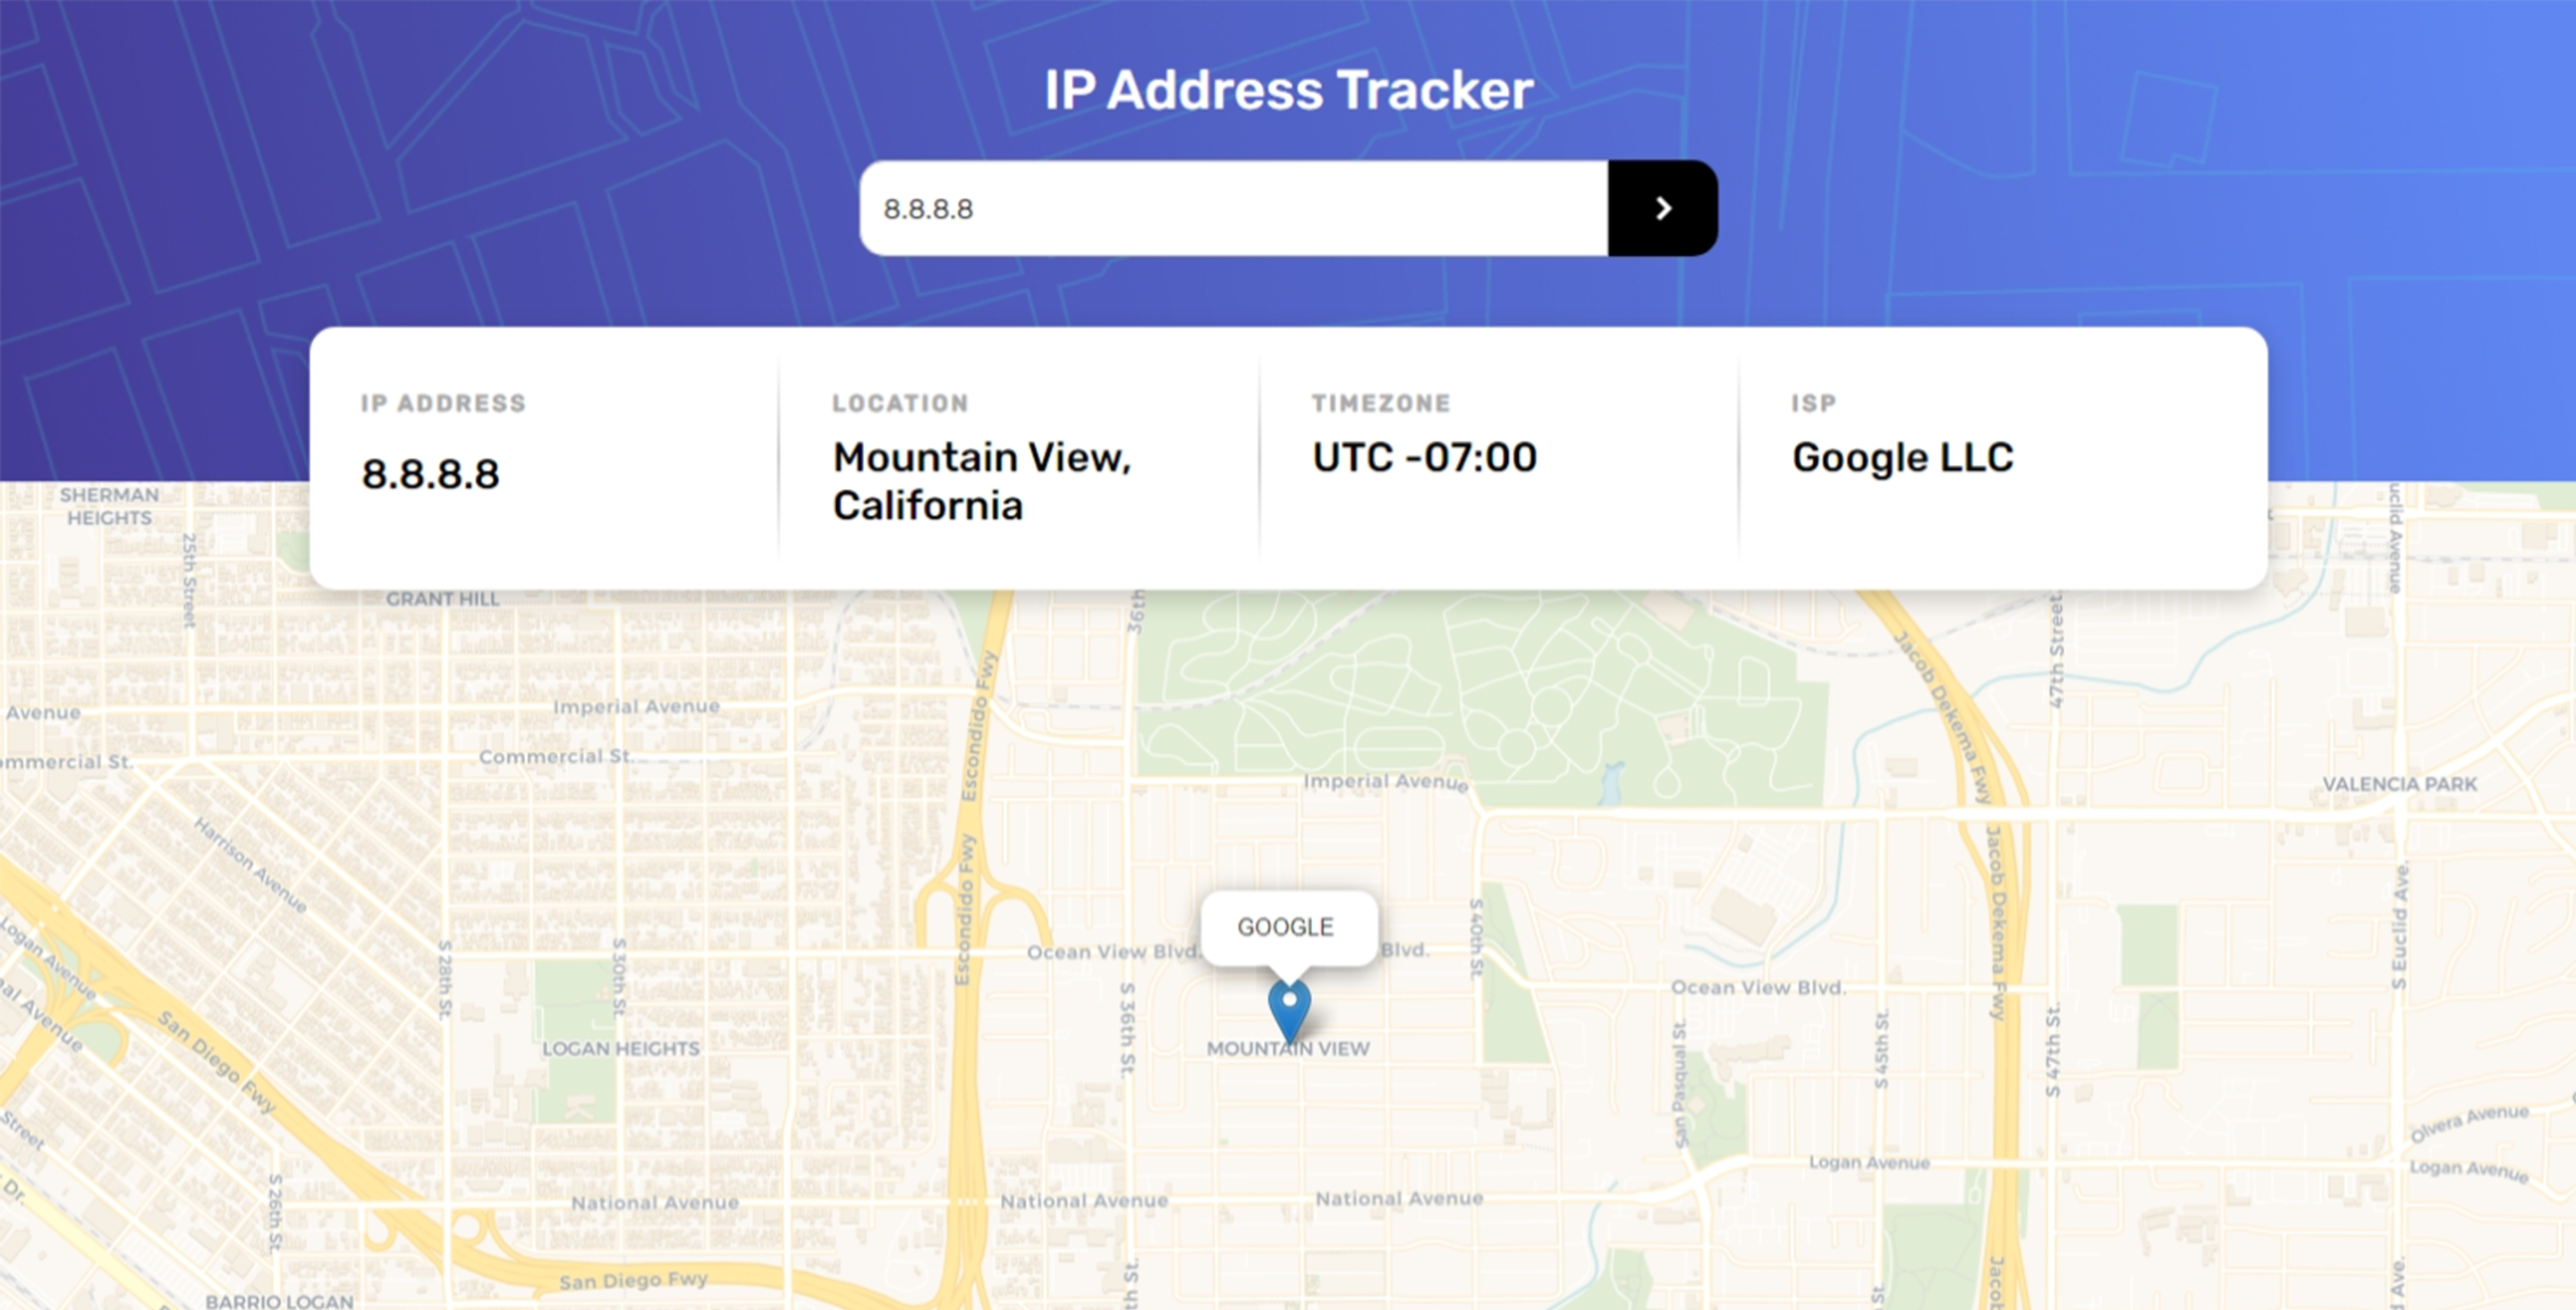 IP Address Tracker
8.8.8.8
IP ADDRESS
8.8.8.8
LOCATION
Mountain View,
California
TIMEZONE
UTC -07:00
ISP
Google LLC
SHERMAN
HEIGHTS
25th Street
GRANT HILL
36th
47th Street
Avenue
Imperial Avenue
Commercial St.
Escondido Fwy
Jacob Dekema Fwy
Imperial Avenue
VALENCIA PARK
Harrison Avenue
Escondido Fwy
Jacob Dekema Fwy
S Euclid Ave.
Logan Avenue
S 28th St.
S 30th St.
GOOGLE
Ocean View Blvd.
Blvd.
S 40th St.
Ocean View Blvd.
Avenue
San Diego Fwy
LOGAN HEIGHTS
S 36th St.
MOUNTAIN VIEW
San Pasqual St.
S 45th St.
S 47th St.
Street
Olvera Avenue
Logan Avenue
Logan Avenue
Dr.
S 26th St.
National Avenue
National Avenue
National Avenue
San Diego Fwy
BARRIO LOGAN
th St.
St.
Jacob
Ave.